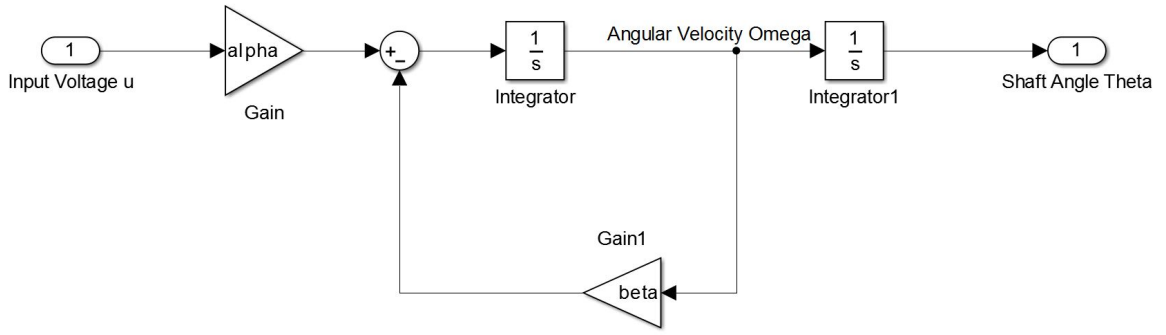 Angular Velocity Omega
1
alpha
+
−
1
s
1
s
1
Input Voltage u
Integrator
Integrator1
Shaft Angle Theta
Gain
Gain1
beta